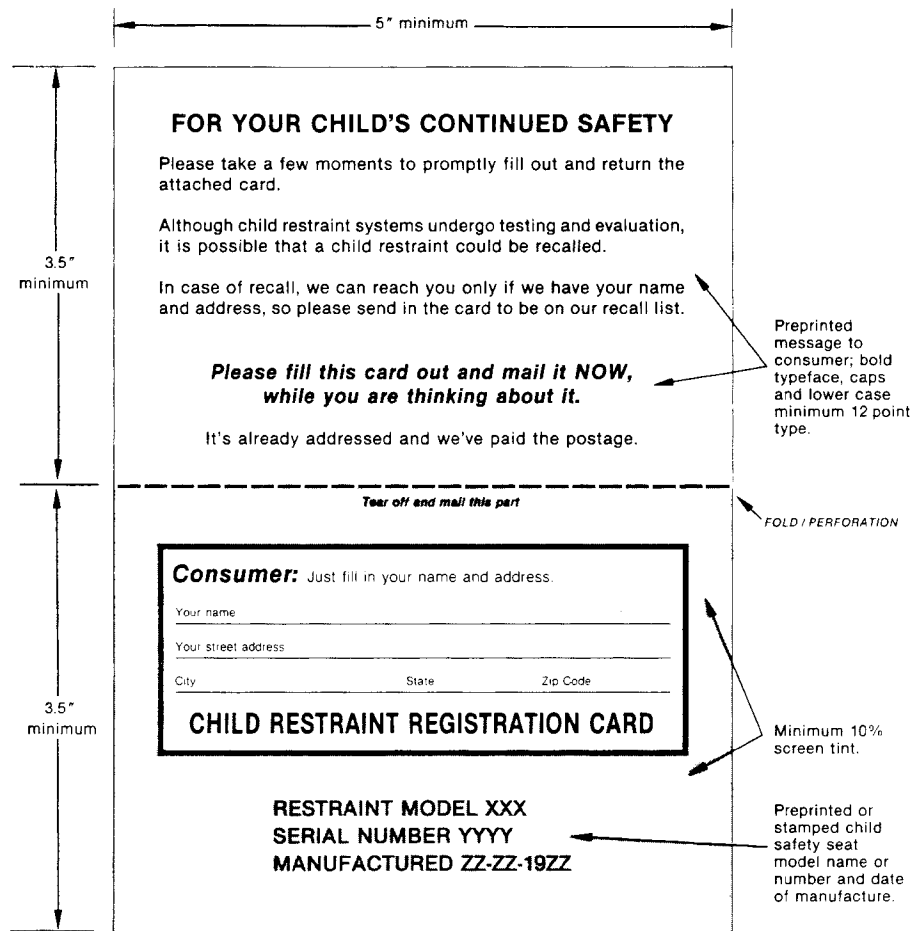 5" minimum
FOR YOUR CHILD'S CONTINUED SAFETY
Please take a few moments to promptly fill out and return the
attached card.
Although child restraint systems undergo testing and evaluation,
it is possible that a child restraint could be recalled.
In case of recall, we can reach you only if we have your name
and address, so please send in the card to be on our recall list.
Please fill this card out and mail it NOW,
while you are thinking about it.
It's already addressed and we've paid the postage.
3.5"
minimum
Preprinted
message to
consumer; bold
typeface, caps
and lower case
minimum 12 point
type.
Tear off and mail this part
FOLD / PERFORATION
Consumer: Just fill in your name and address.
Your name
Your street address
City State Zip Code
CHILD RESTRAINT REGISTRATION CARD
3.5"
minimum
Minimum 10%
screen tint.
RESTRAINT MODEL XXX
SERIAL NUMBER YYYY
MANUFACTURED ZZ-ZZ-19ZZ
Preprinted or
stamped child
safety seat
model name or
number and date
of manufacture.